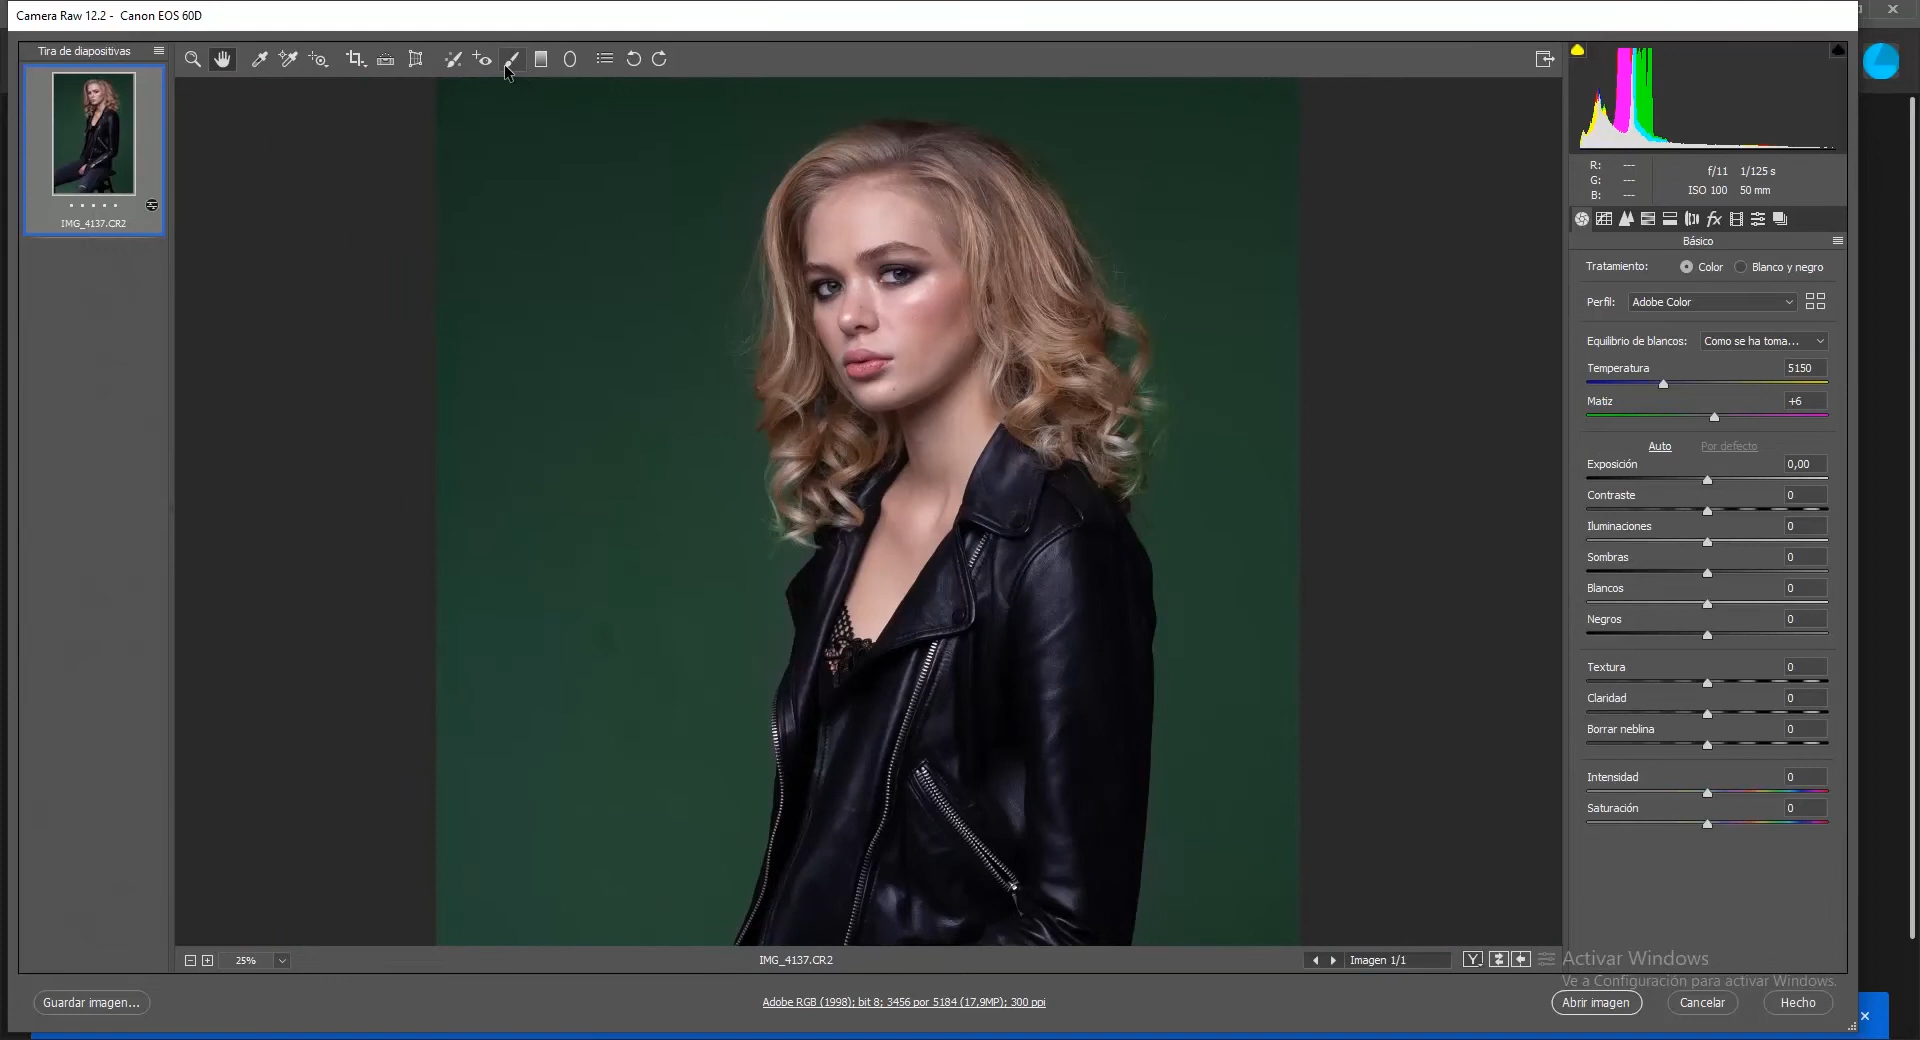 Camera Raw 12.2 - Canon EOS 60D
Tira de diapositivas
IMG_4137.CR2
R: ---
G: ---
B: ---
f/11 1/125 s
ISO 100 50 mm
Básico
Tratamiento: Color Blanco y negro
Perfil: Adobe Color
Equilibrio de blancos: Como se ha toma...
Temperatura 5150
Matiz +6
Auto Por defecto
Exposición 0,00
Contraste 0
Iluminaciones 0
Sombras 0
Blancos 0
Negros 0
Textura 0
Claridad 0
Borrar neblina 0
Intensidad 0
Saturación 0
25% IMG_4137.CR2 Imagen 1/1
Activar Windows
Ve a Configuración para activar Windows.
Guardar imagen... Adobe RGB (1998); bit 8; 3456 por 5184 (17,9MP); 300 ppi Abrir imagen Cancelar Hecho